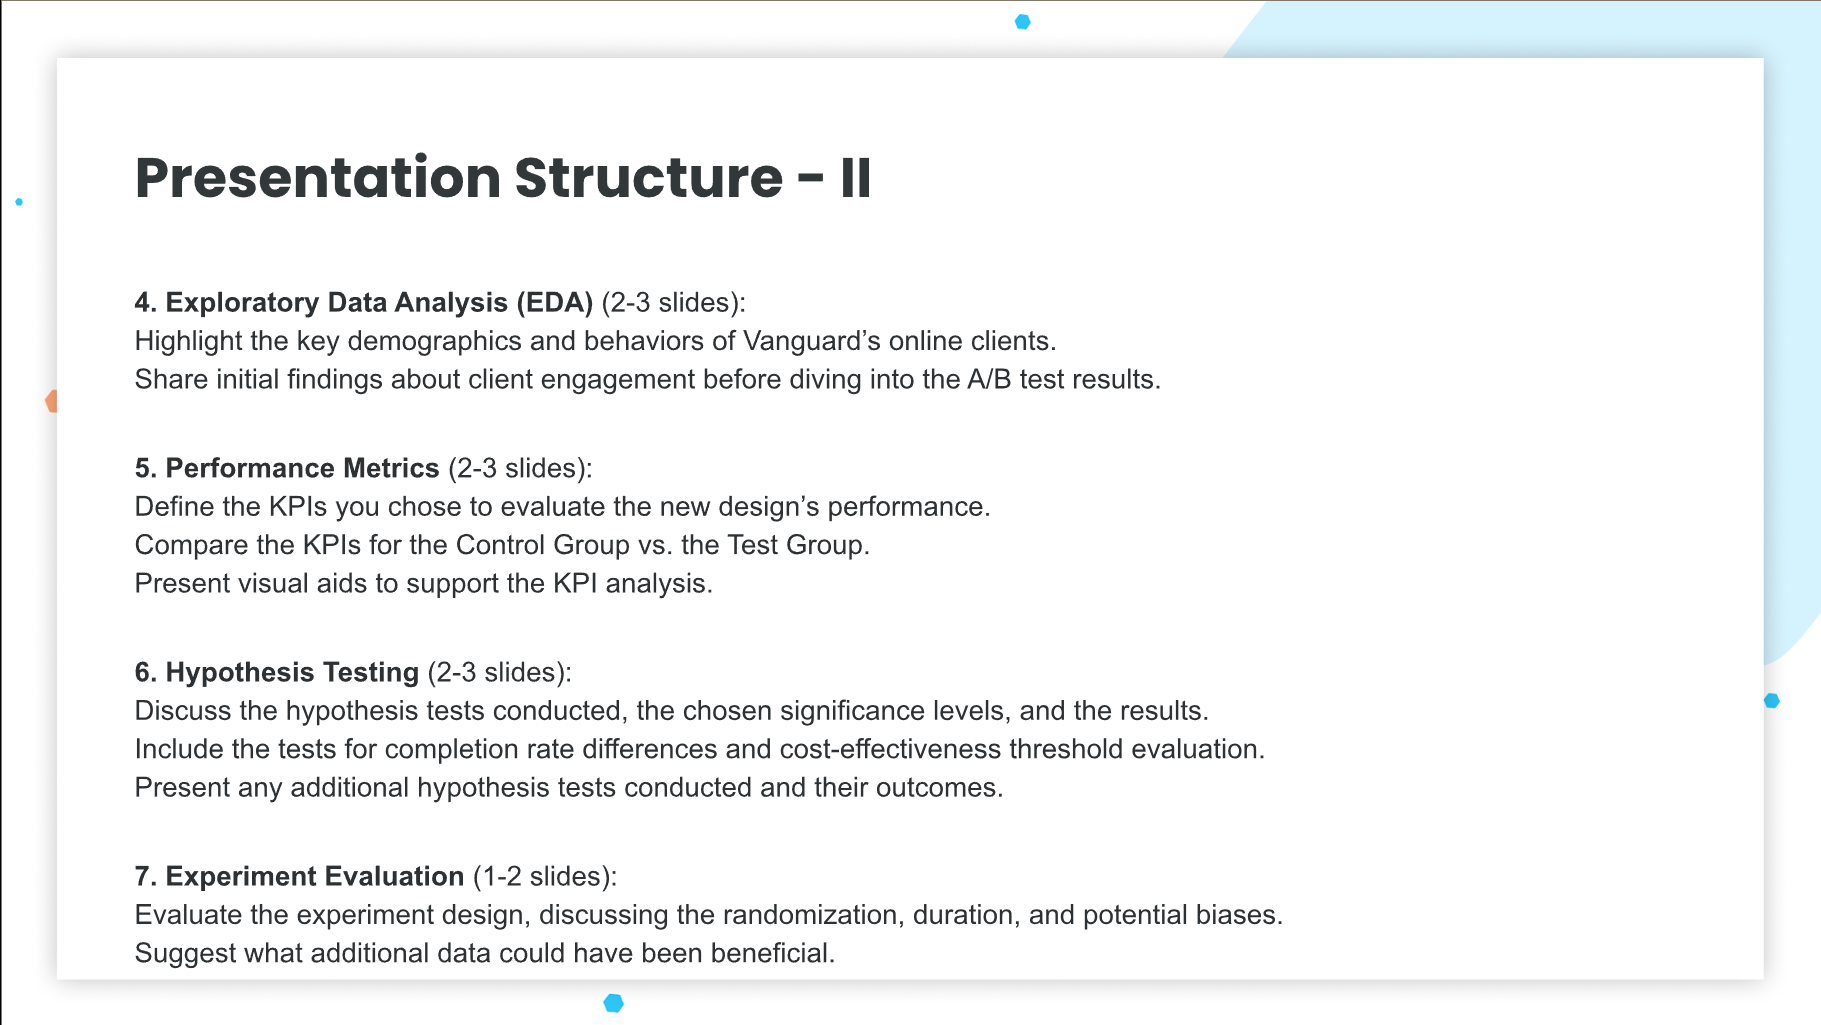 Presentation Structure - II
4. Exploratory Data Analysis (EDA) (2-3 slides):
Highlight the key demographics and behaviors of Vanguard’s online clients.
Share initial findings about client engagement before diving into the A/B test results.
5. Performance Metrics (2-3 slides):
Define the KPIs you chose to evaluate the new design’s performance.
Compare the KPIs for the Control Group vs. the Test Group.
Present visual aids to support the KPI analysis.
6. Hypothesis Testing (2-3 slides):
Discuss the hypothesis tests conducted, the chosen significance levels, and the results.
Include the tests for completion rate differences and cost-effectiveness threshold evaluation.
Present any additional hypothesis tests conducted and their outcomes.
7. Experiment Evaluation (1-2 slides):
Evaluate the experiment design, discussing the randomization, duration, and potential biases.
Suggest what additional data could have been beneficial.